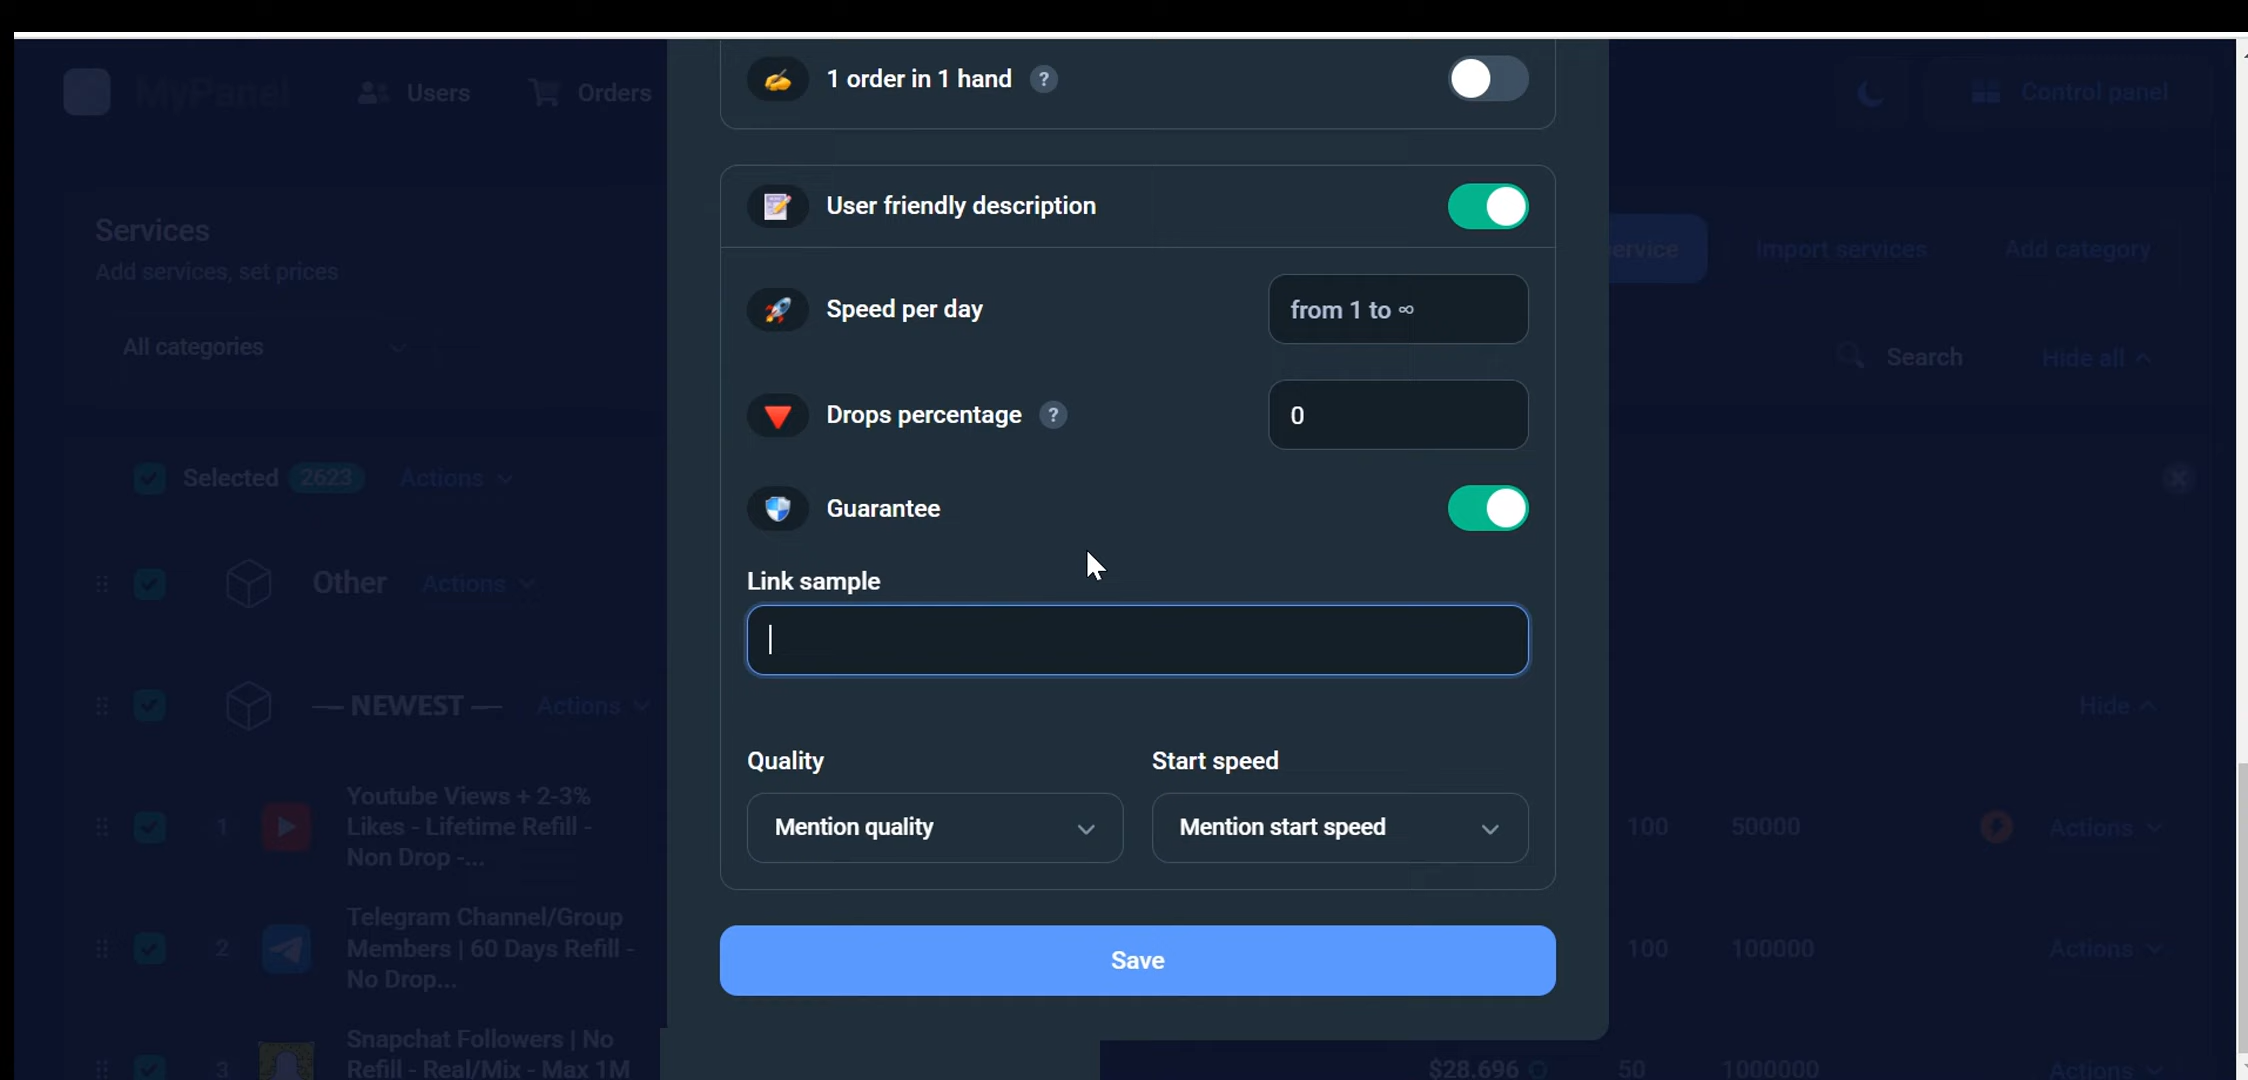 MyPanel
Users
Orders
Control panel
1 order in 1 hand ?
Services
Add services, set prices
User friendly description
ervice
Import services
Add category
All categories
Speed per day
from 1 to ∞
Search
Hide all
Drops percentage ?
0
Selected 2623 Actions
Guarantee
Other Actions
Link sample
— NEWEST — Actions
Hide
Quality
Start speed
Mention quality
Mention start speed
1
Youtube Views + 2-3%
Likes - Lifetime Refill -
Non Drop -...
100
50000
Actions
Save
2
Telegram Channel/Group
Members | 60 Days Refill -
No Drop...
100
100000
Actions
3
Snapchat Followers | No
Refill - Real/Mix - Max 1M
$28.696
50
1000000
Actions